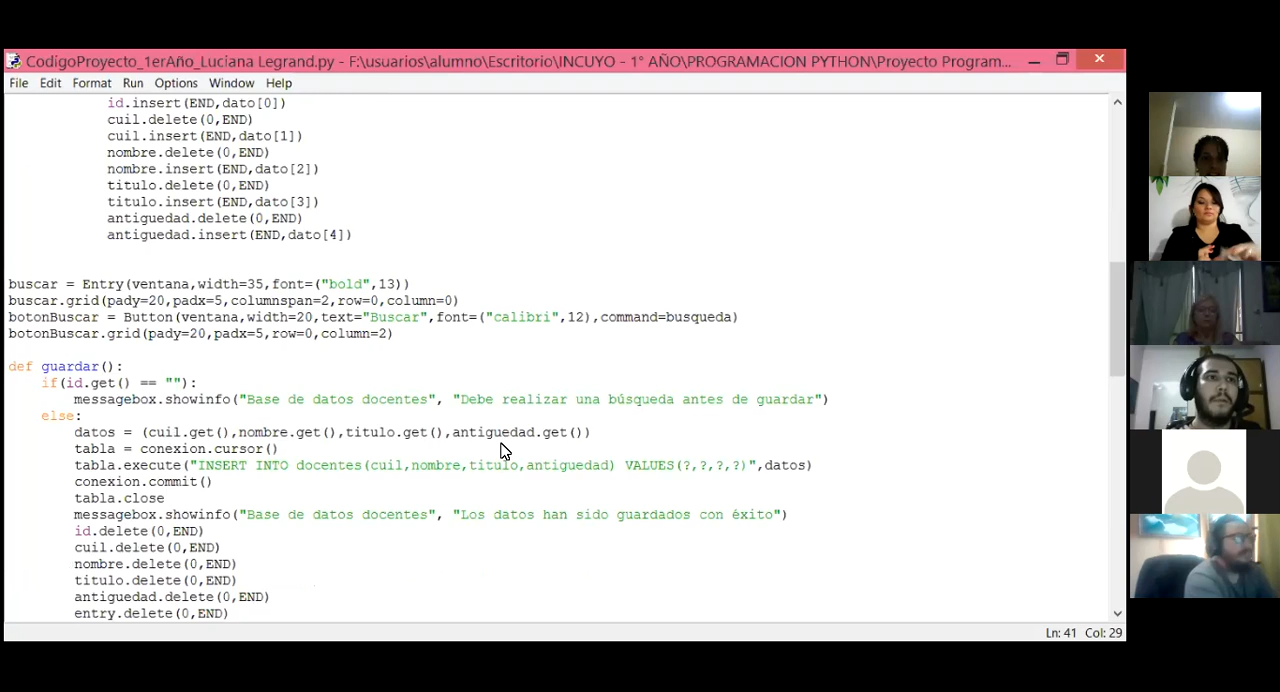 CodigoProyecto_1erAño_Luciana Legrand.py - F:\usuarios\alumno\Escritorio\INCUYO - 1° AÑO\PROGRAMACION PYTHON\Proyecto Program...
File Edit Format Run Options Window Help
id.insert(END,dato[0])
cuil.delete(0,END)
cuil.insert(END,dato[1])
nombre.delete(0,END)
nombre.insert(END,dato[2])
titulo.delete(0,END)
titulo.insert(END,dato[3])
antiguedad.delete(0,END)
antiguedad.insert(END,dato[4])
buscar = Entry(ventana,width=35,font=("bold",13))
buscar.grid(pady=20,padx=5,columnspan=2,row=0,column=0)
botonBuscar = Button(ventana,width=20,text="Buscar",font=("calibri",12),command=busqueda)
botonBuscar.grid(pady=20,padx=5,row=0,column=2)
def guardar():
if(id.get() == ""):
messagebox.showinfo("Base de datos docentes", "Debe realizar una búsqueda antes de guardar")
else:
datos = (cuil.get(),nombre.get(),titulo.get(),antiguedad.get())
tabla = conexion.cursor()
tabla.execute("INSERT INTO docentes(cuil,nombre,titulo,antiguedad) VALUES(?,?,?,?)",datos)
conexion.commit()
tabla.close
messagebox.showinfo("Base de datos docentes", "Los datos han sido guardados con éxito")
id.delete(0,END)
cuil.delete(0,END)
nombre.delete(0,END)
titulo.delete(0,END)
antiguedad.delete(0,END)
entry.delete(0,END)
Ln: 41 Col: 29